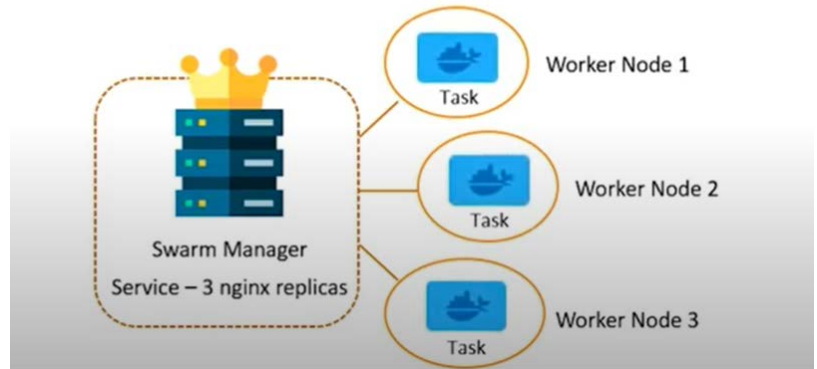 Swarm Manager
Service – 3 nginx replicas
Task
Worker Node 1
Task
Worker Node 2
Task
Worker Node 3